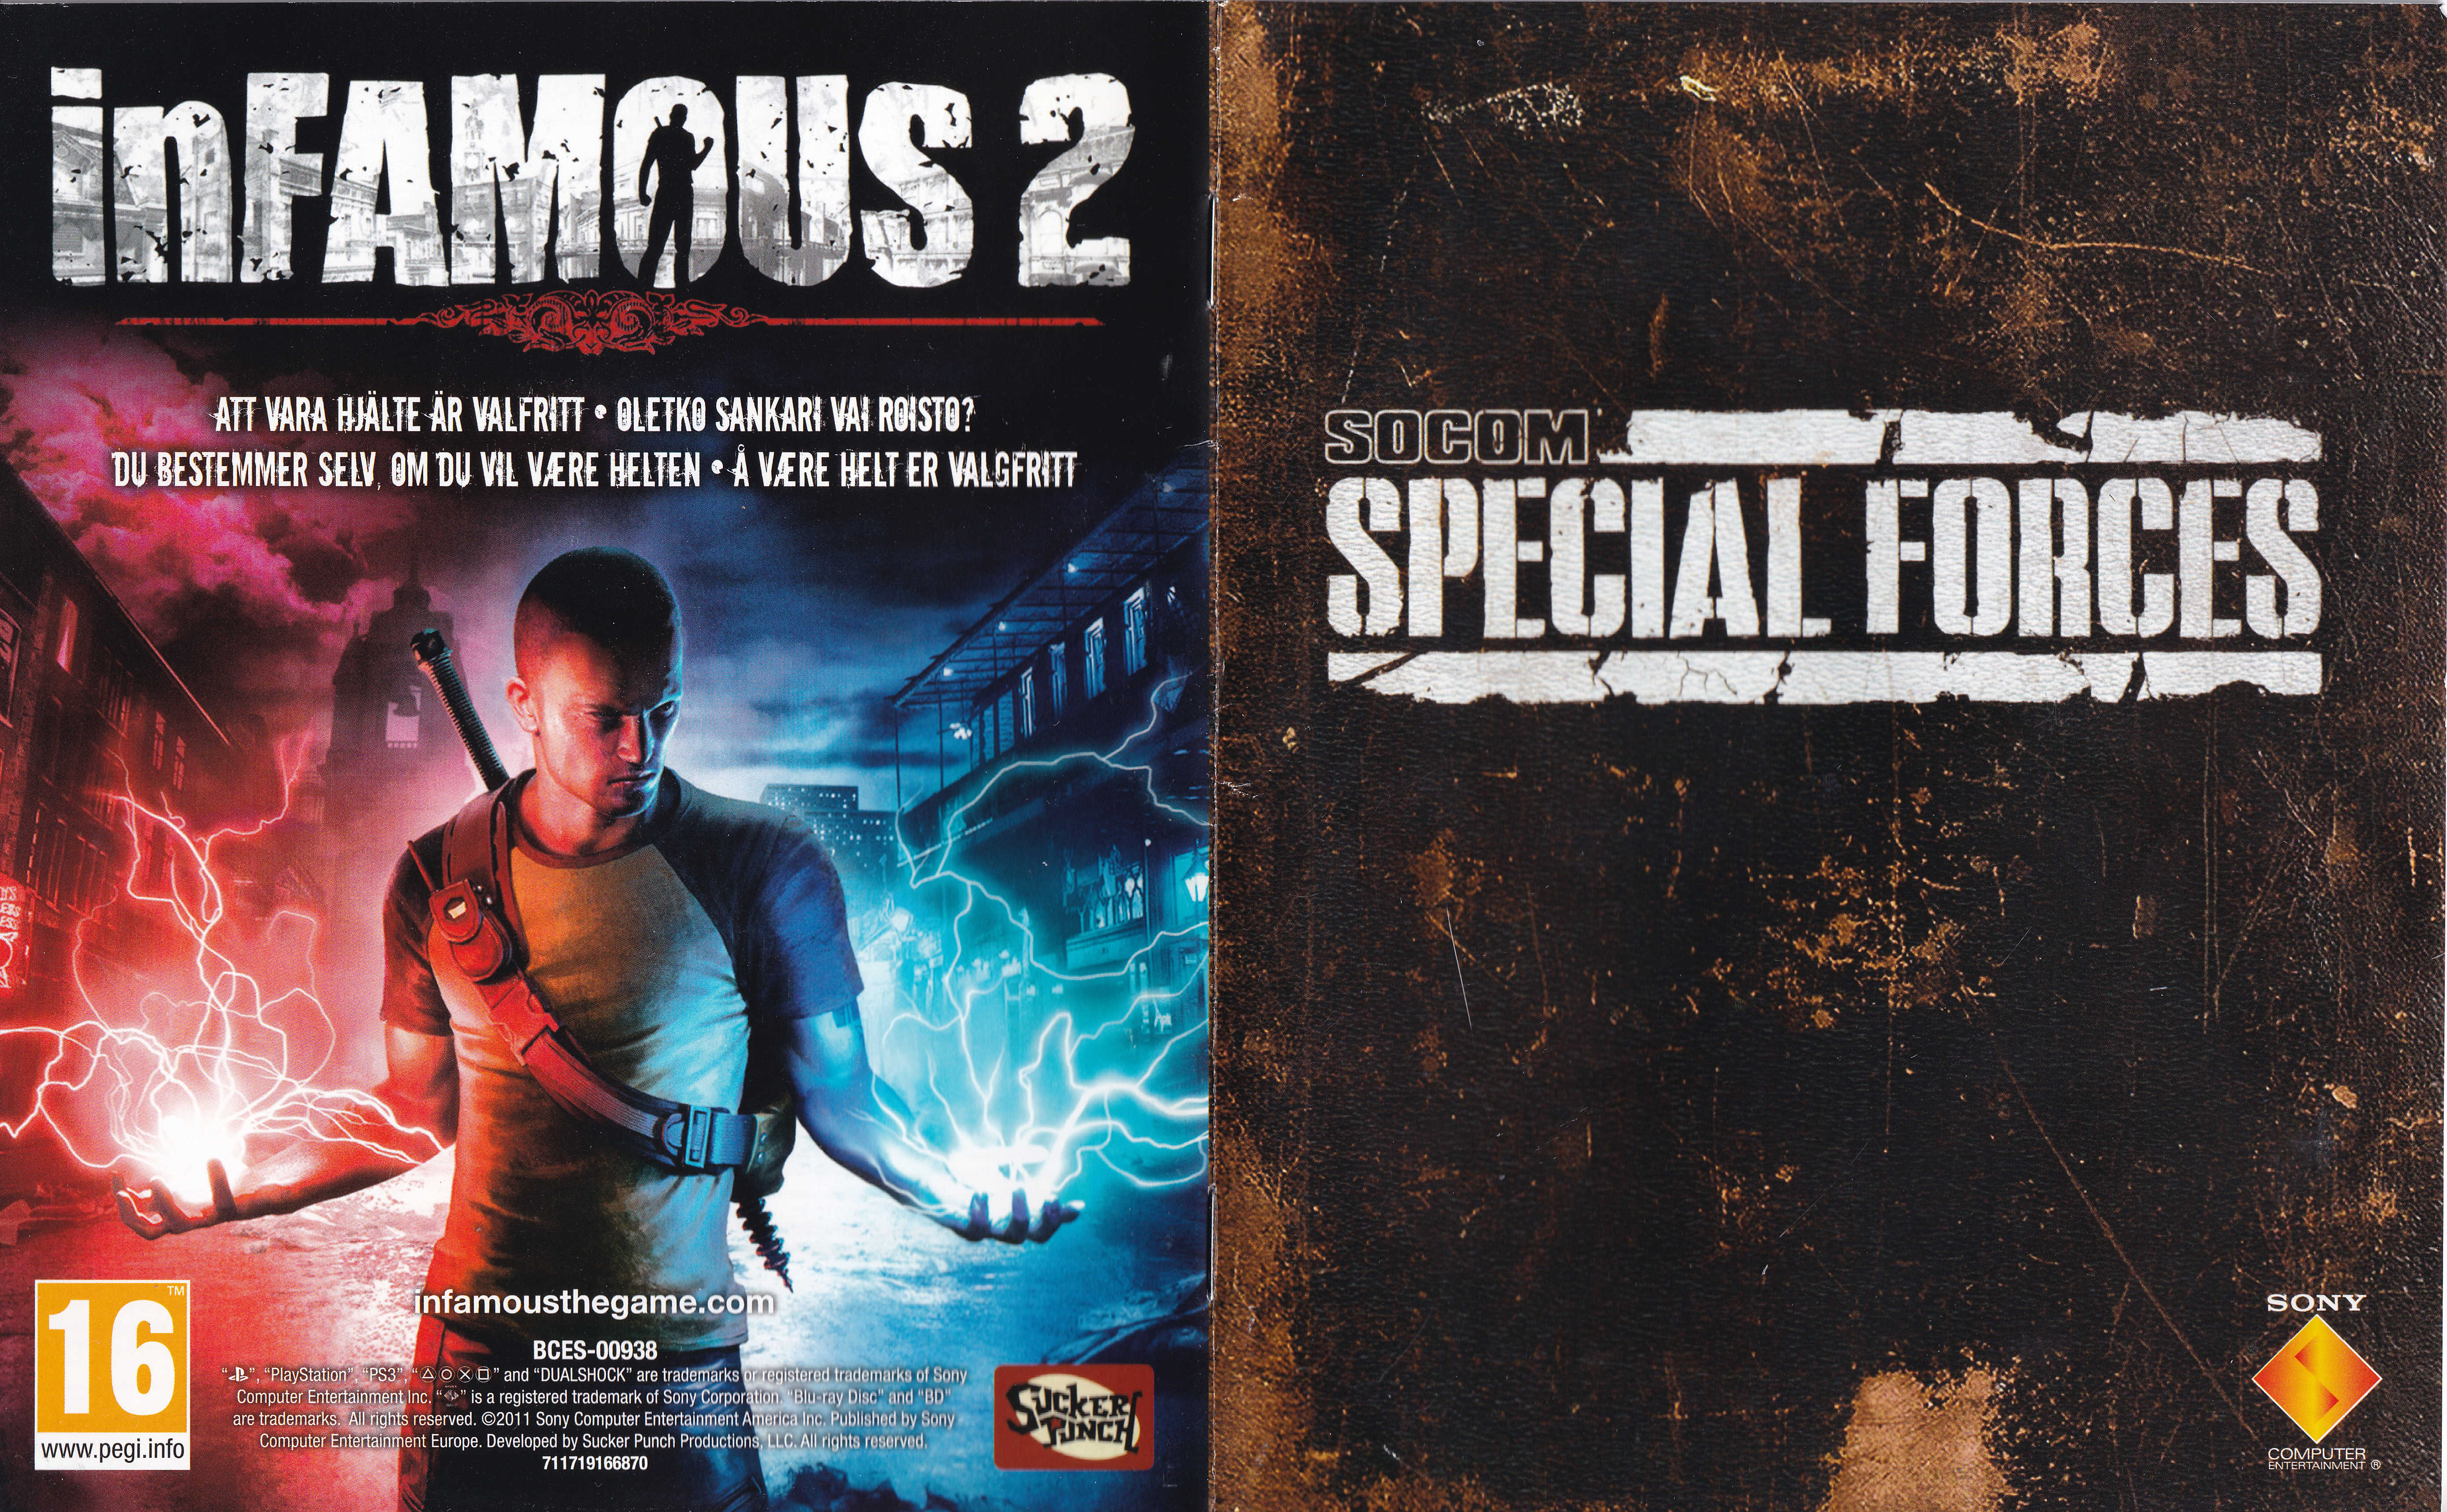 inFAMOUS 2
ATT VARA HJÄLTE ÄR VALFRITT • OLETKO SANKARI VAI ROISTO?
DU BESTEMMER SELV, OM DU VIL VÆRE HELTEN • Å VÆRE HELT ER VALGFRITT
infamousthegame.com
BCES-00938
“”, “PlayStation”, “PS3”, “△○✕□” and “DUALSHOCK” are trademarks or registered trademarks of Sony
Computer Entertainment Inc. “” is a registered trademark of Sony Corporation. “Blu-ray Disc” and “BD”
are trademarks. All rights reserved. ©2011 Sony Computer Entertainment America Inc. Published by Sony
Computer Entertainment Europe. Developed by Sucker Punch Productions, LLC. All rights reserved.
711719166870
16™
www.pegi.info
SUCKER
PUNCH
SOCOM
SPECIAL FORCES
SONY
COMPUTER
ENTERTAINMENT ®